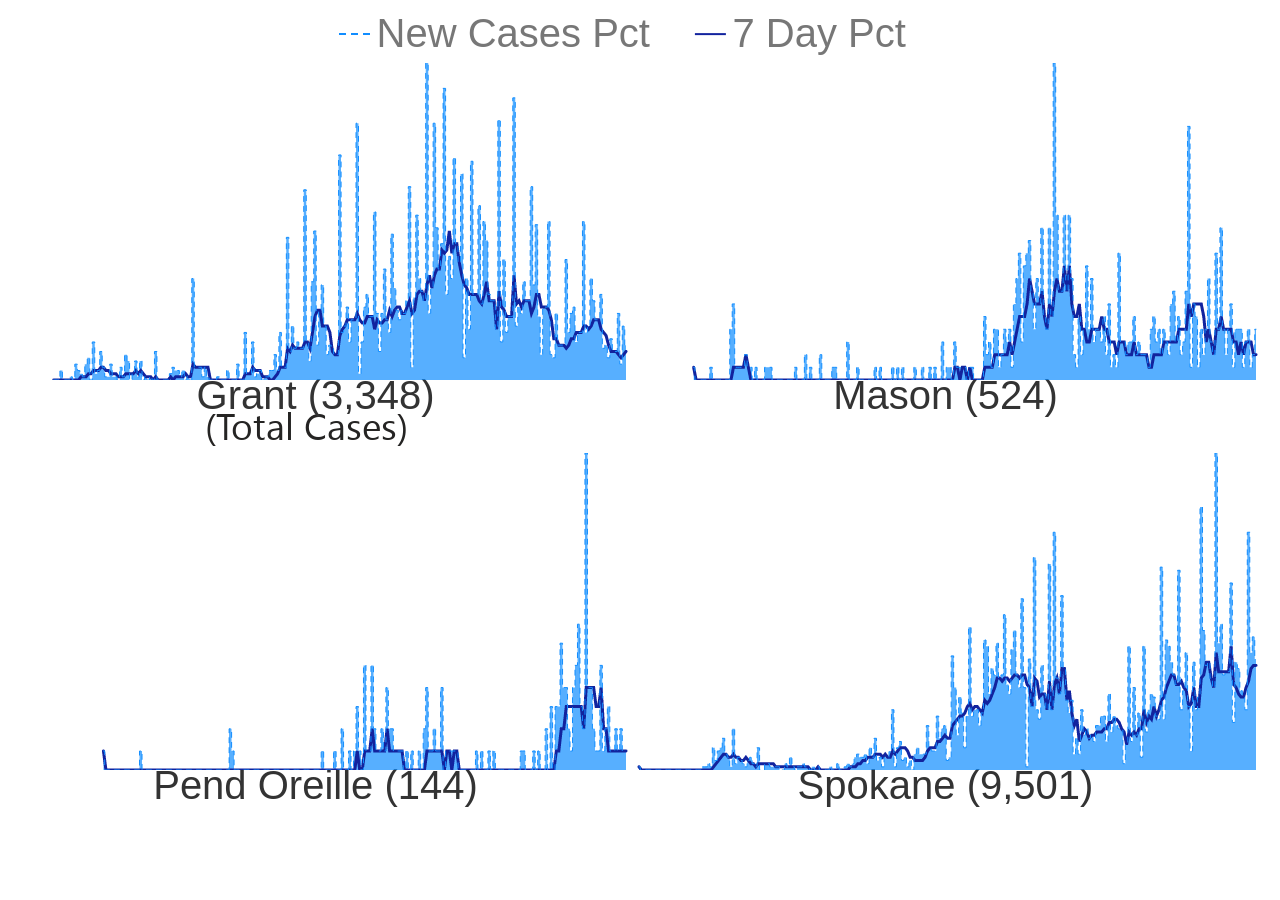 New Cases Pct 7 Day Pct
Grant (3,348)
(Total Cases)
Mason (524)
Pend Oreille (144)
Spokane (9,501)